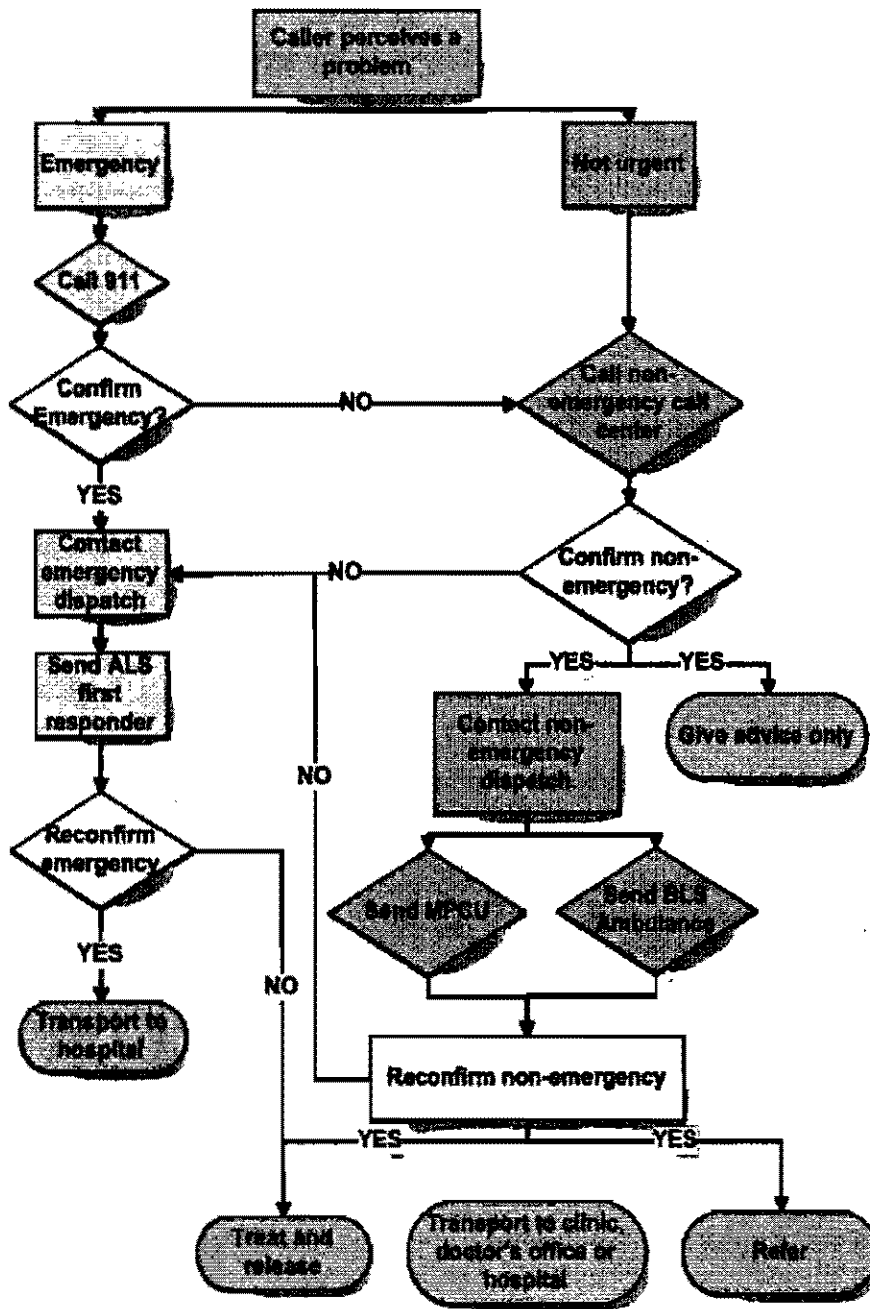 Caller perceives a
problem
Emergency
Not urgent
Call 911
Confirm
Emergency?
NO
Call non-
emergency call
center
YES
Contact
emergency
dispatch
NO
Confirm non-
emergency?
YES
YES
Send ALS
first
responder
Contact non-
emergency
dispatch
Give advice only
NO
Reconfirm
emergency
Send MPCU
Send BLS
Ambulance
YES
NO
Transport to
hospital
Reconfirm non-emergency
YES
YES
Treat and
release
Transport to clinic,
doctor's office or
hospital
Refer